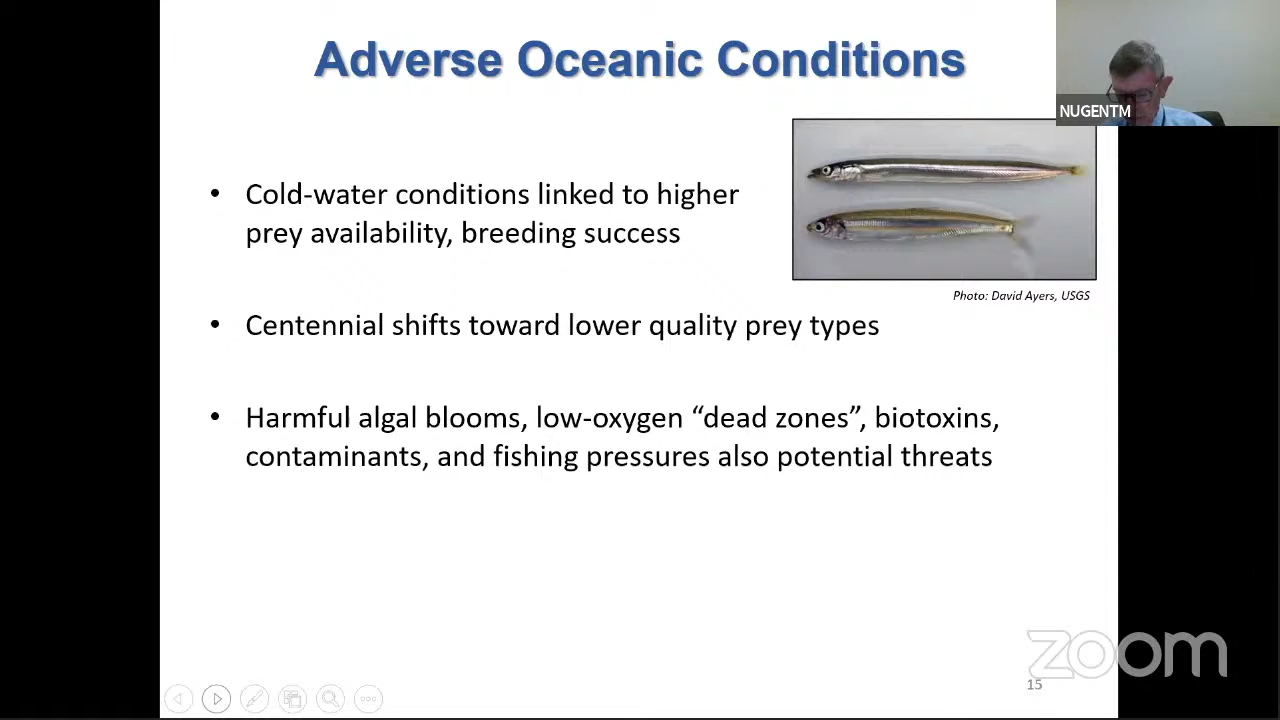 Adverse Oceanic Conditions
NUGENTM
• Cold-water conditions linked to higher
prey availability, breeding success
Photo: David Ayers, USGS
• Centennial shifts toward lower quality prey types
• Harmful algal blooms, low-oxygen “dead zones”, biotoxins,
contaminants, and fishing pressures also potential threats
zoom
15